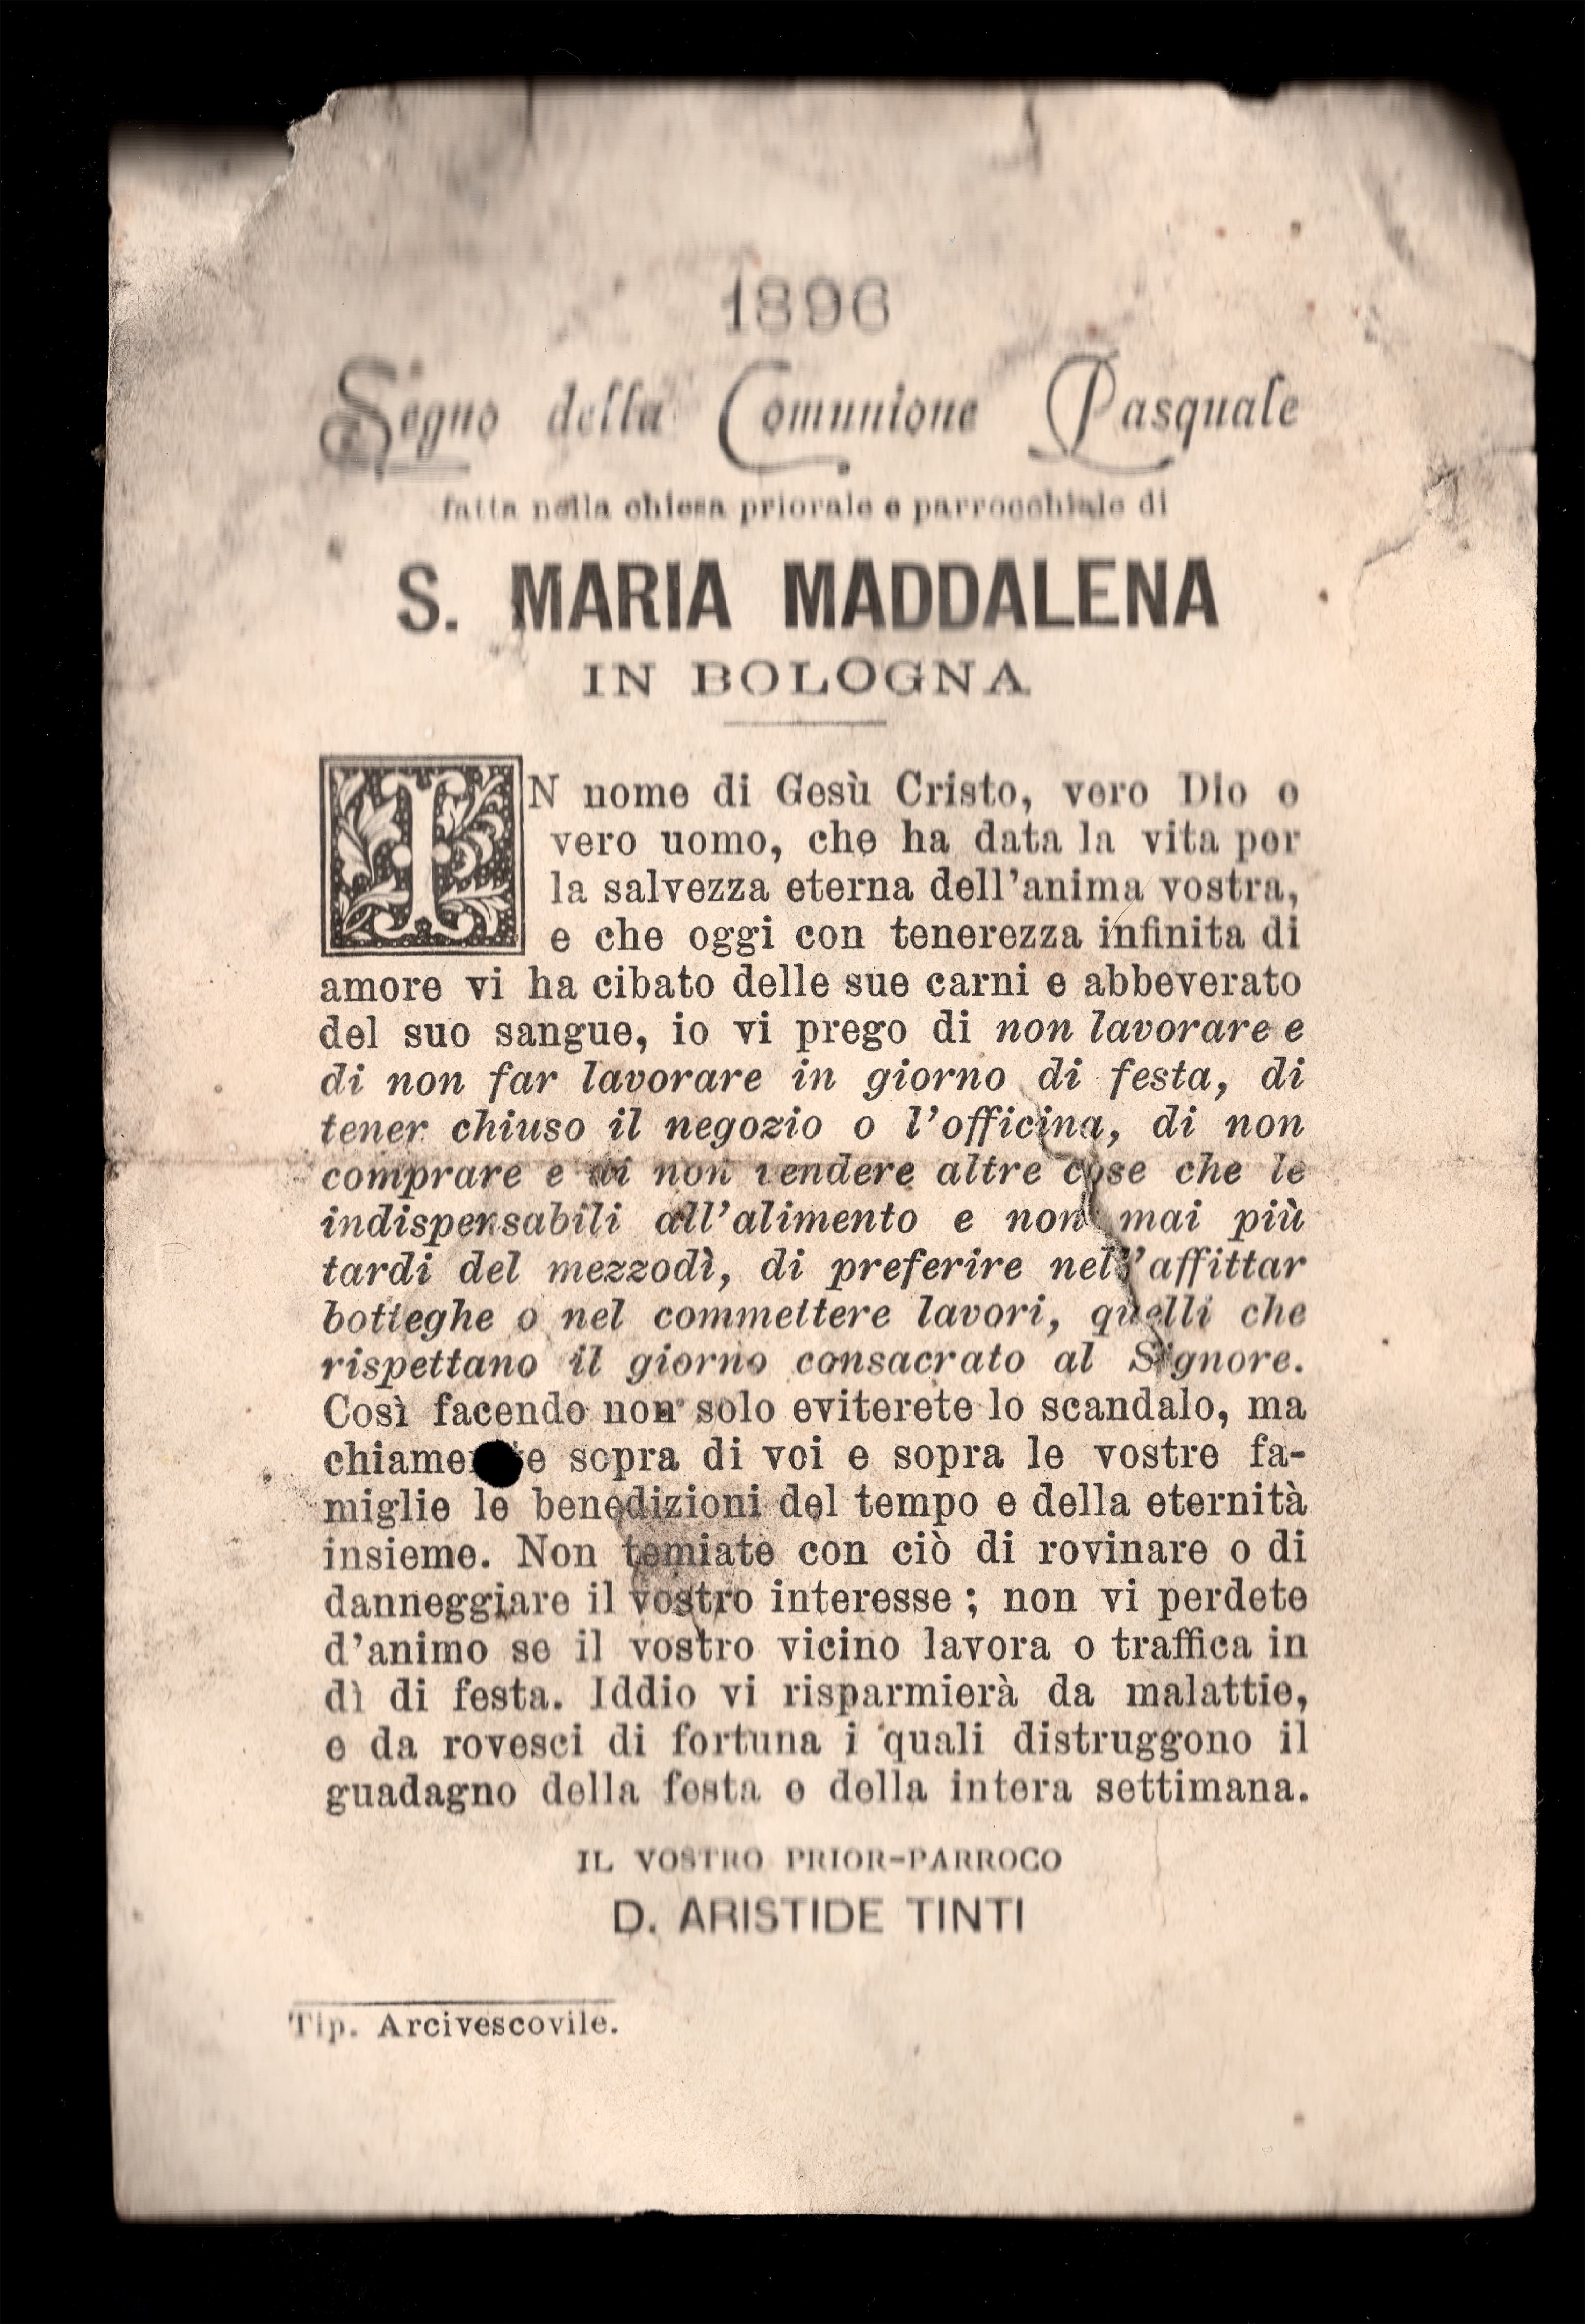 1896
Segno della Comunione Pasquale
fatta nella chiesa priorale e parrocchiale di
S. MARIA MADDALENA
IN BOLOGNA
IN nome di Gesù Cristo, vero Dio e
vero uomo, che ha data la vita per
la salvezza eterna dell'anima vostra,
e che oggi con tenerezza infinita di
amore vi ha cibato delle sue carni e abbeverato
del suo sangue, io vi prego di non lavorare e
di non far lavorare in giorno di festa, di
tener chiuso il negozio o l'officina, di non
comprare e di non vendere altre cose che le
indispensabili all'alimento e non mai più
tardi del mezzodì, di preferire nell'affittar
botteghe o nel commettere lavori, quelli che
rispettano il giorno consacrato al Signore.
Così facendo non solo eviterete lo scandalo, ma
sopra di voi e sopra le vostre fa-
miglie le benedizioni del tempo e della eternità
insieme. Non temiate con ciò di rovinare o di
danneggiare il vostro interesse; non vi perdete
d'animo se il vostro vicino lavora o traffica in
dì di festa. Iddio vi risparmierà da malattie,
e da rovesci di fortuna i quali distruggono il
guadagno della festa e della intera settimana.
IL VOSTRO PRIOR-PARROCO
D. ARISTIDE TINTI
Tip. Arcivescovile.